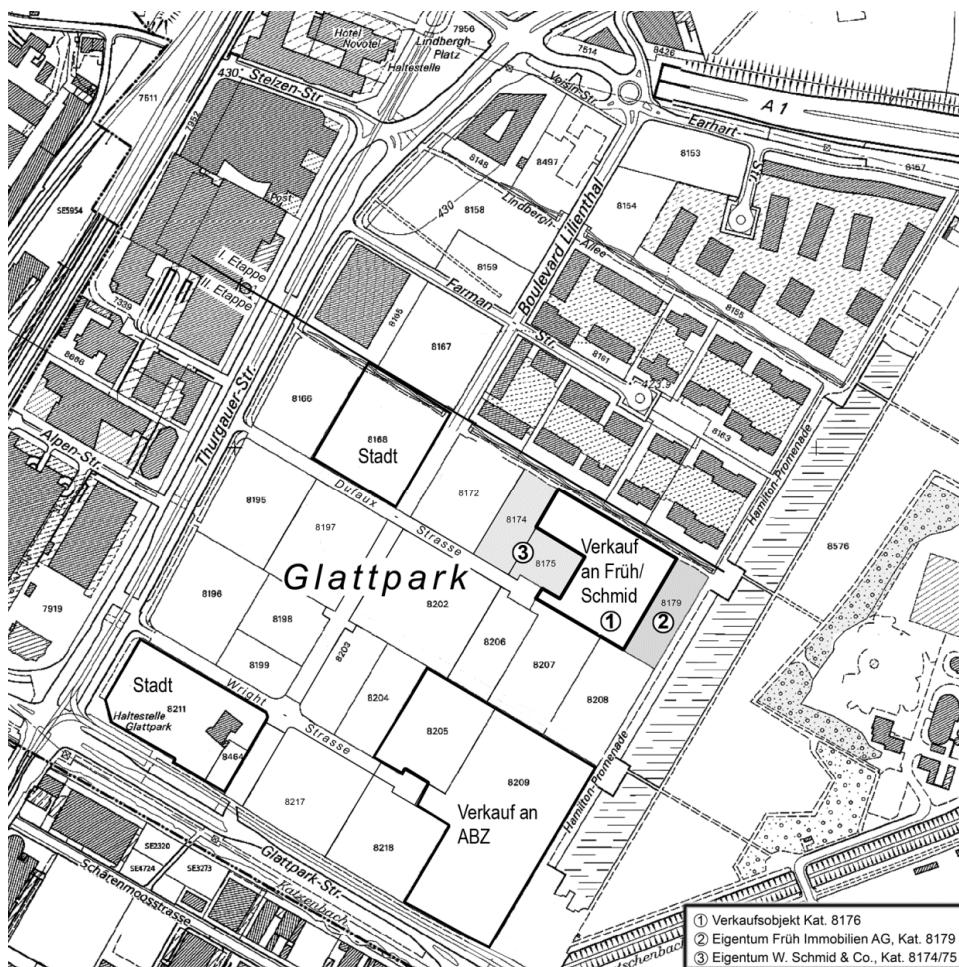 Hotel
Novotel
Lindbergh-
Platz
Haltestelle
7956
7514
8426
430
Stelzen-Str.
7511
7852
Voisin-Str.
A 1
Earhart
Str.
8153
8157
8148
8497
Boulevard Lilienthal
8154
SE5954
Post
430
8158
Lindbergh-
Allee
8159
I. Etappe
II. Etappe
7339
8165
Farman
Str.
8155
8161
8167
423.9
8686
8166
8163
Thurgauer-Str.
Alpen-Str.
8168
Stadt
Dufaux - Strasse
8172
8174
8195
8197
③
8175
Verkauf
an Früh/
Schmid
①
8179
②
Hamilton-Promenade
8576
Glattpark
8196
8202
7919
8198
8206
8203
8207
8199
8208
Stadt
8211
Wright - Strasse
8204
Haltestelle
Glattpark
8205
8464
8209
Hamilton-Promenade
8217
Verkauf an
ABZ
8218
SE2320
SE4724
SE3273
Glattpark-Str.
Katzenbach
Schärenmoosstrasse
① Verkaufsobjekt Kat. 8176
② Eigentum Früh Immobilien AG, Kat. 8179
③ Eigentum W. Schmid & Co., Kat. 8174/75